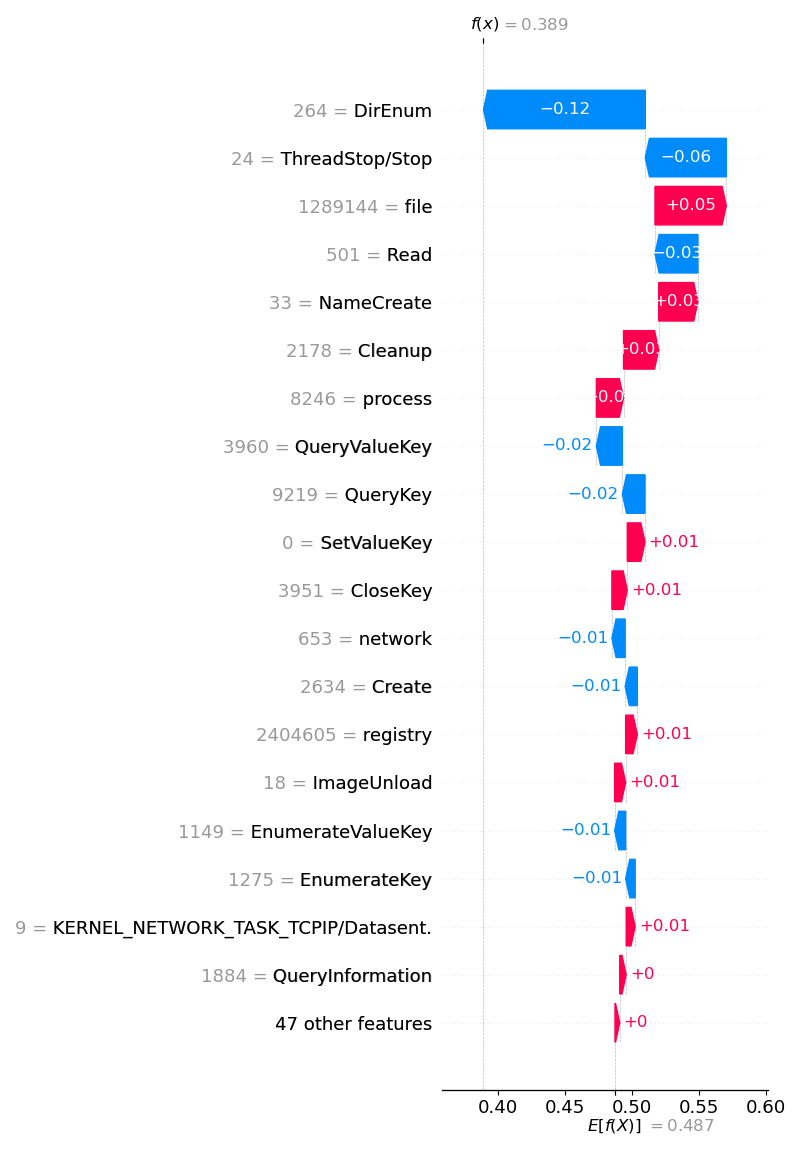 f(x) = 0.389
264 = DirEnum −0.12
24 = ThreadStop/Stop −0.06
1289144 = file +0.05
501 = Read −0.03
33 = NameCreate +0.03
2178 = Cleanup
8246 = process
3960 = QueryValueKey −0.02
9219 = QueryKey −0.02
0 = SetValueKey +0.01
3951 = CloseKey +0.01
653 = network −0.01
2634 = Create −0.01
2404605 = registry +0.01
18 = ImageUnload +0.01
1149 = EnumerateValueKey −0.01
1275 = EnumerateKey −0.01
9 = KERNEL_NETWORK_TASK_TCPIP/Datasent. +0.01
1884 = QueryInformation +0
47 other features +0
0.40 0.45 0.50 0.55 0.60
E[f(X)] = 0.487